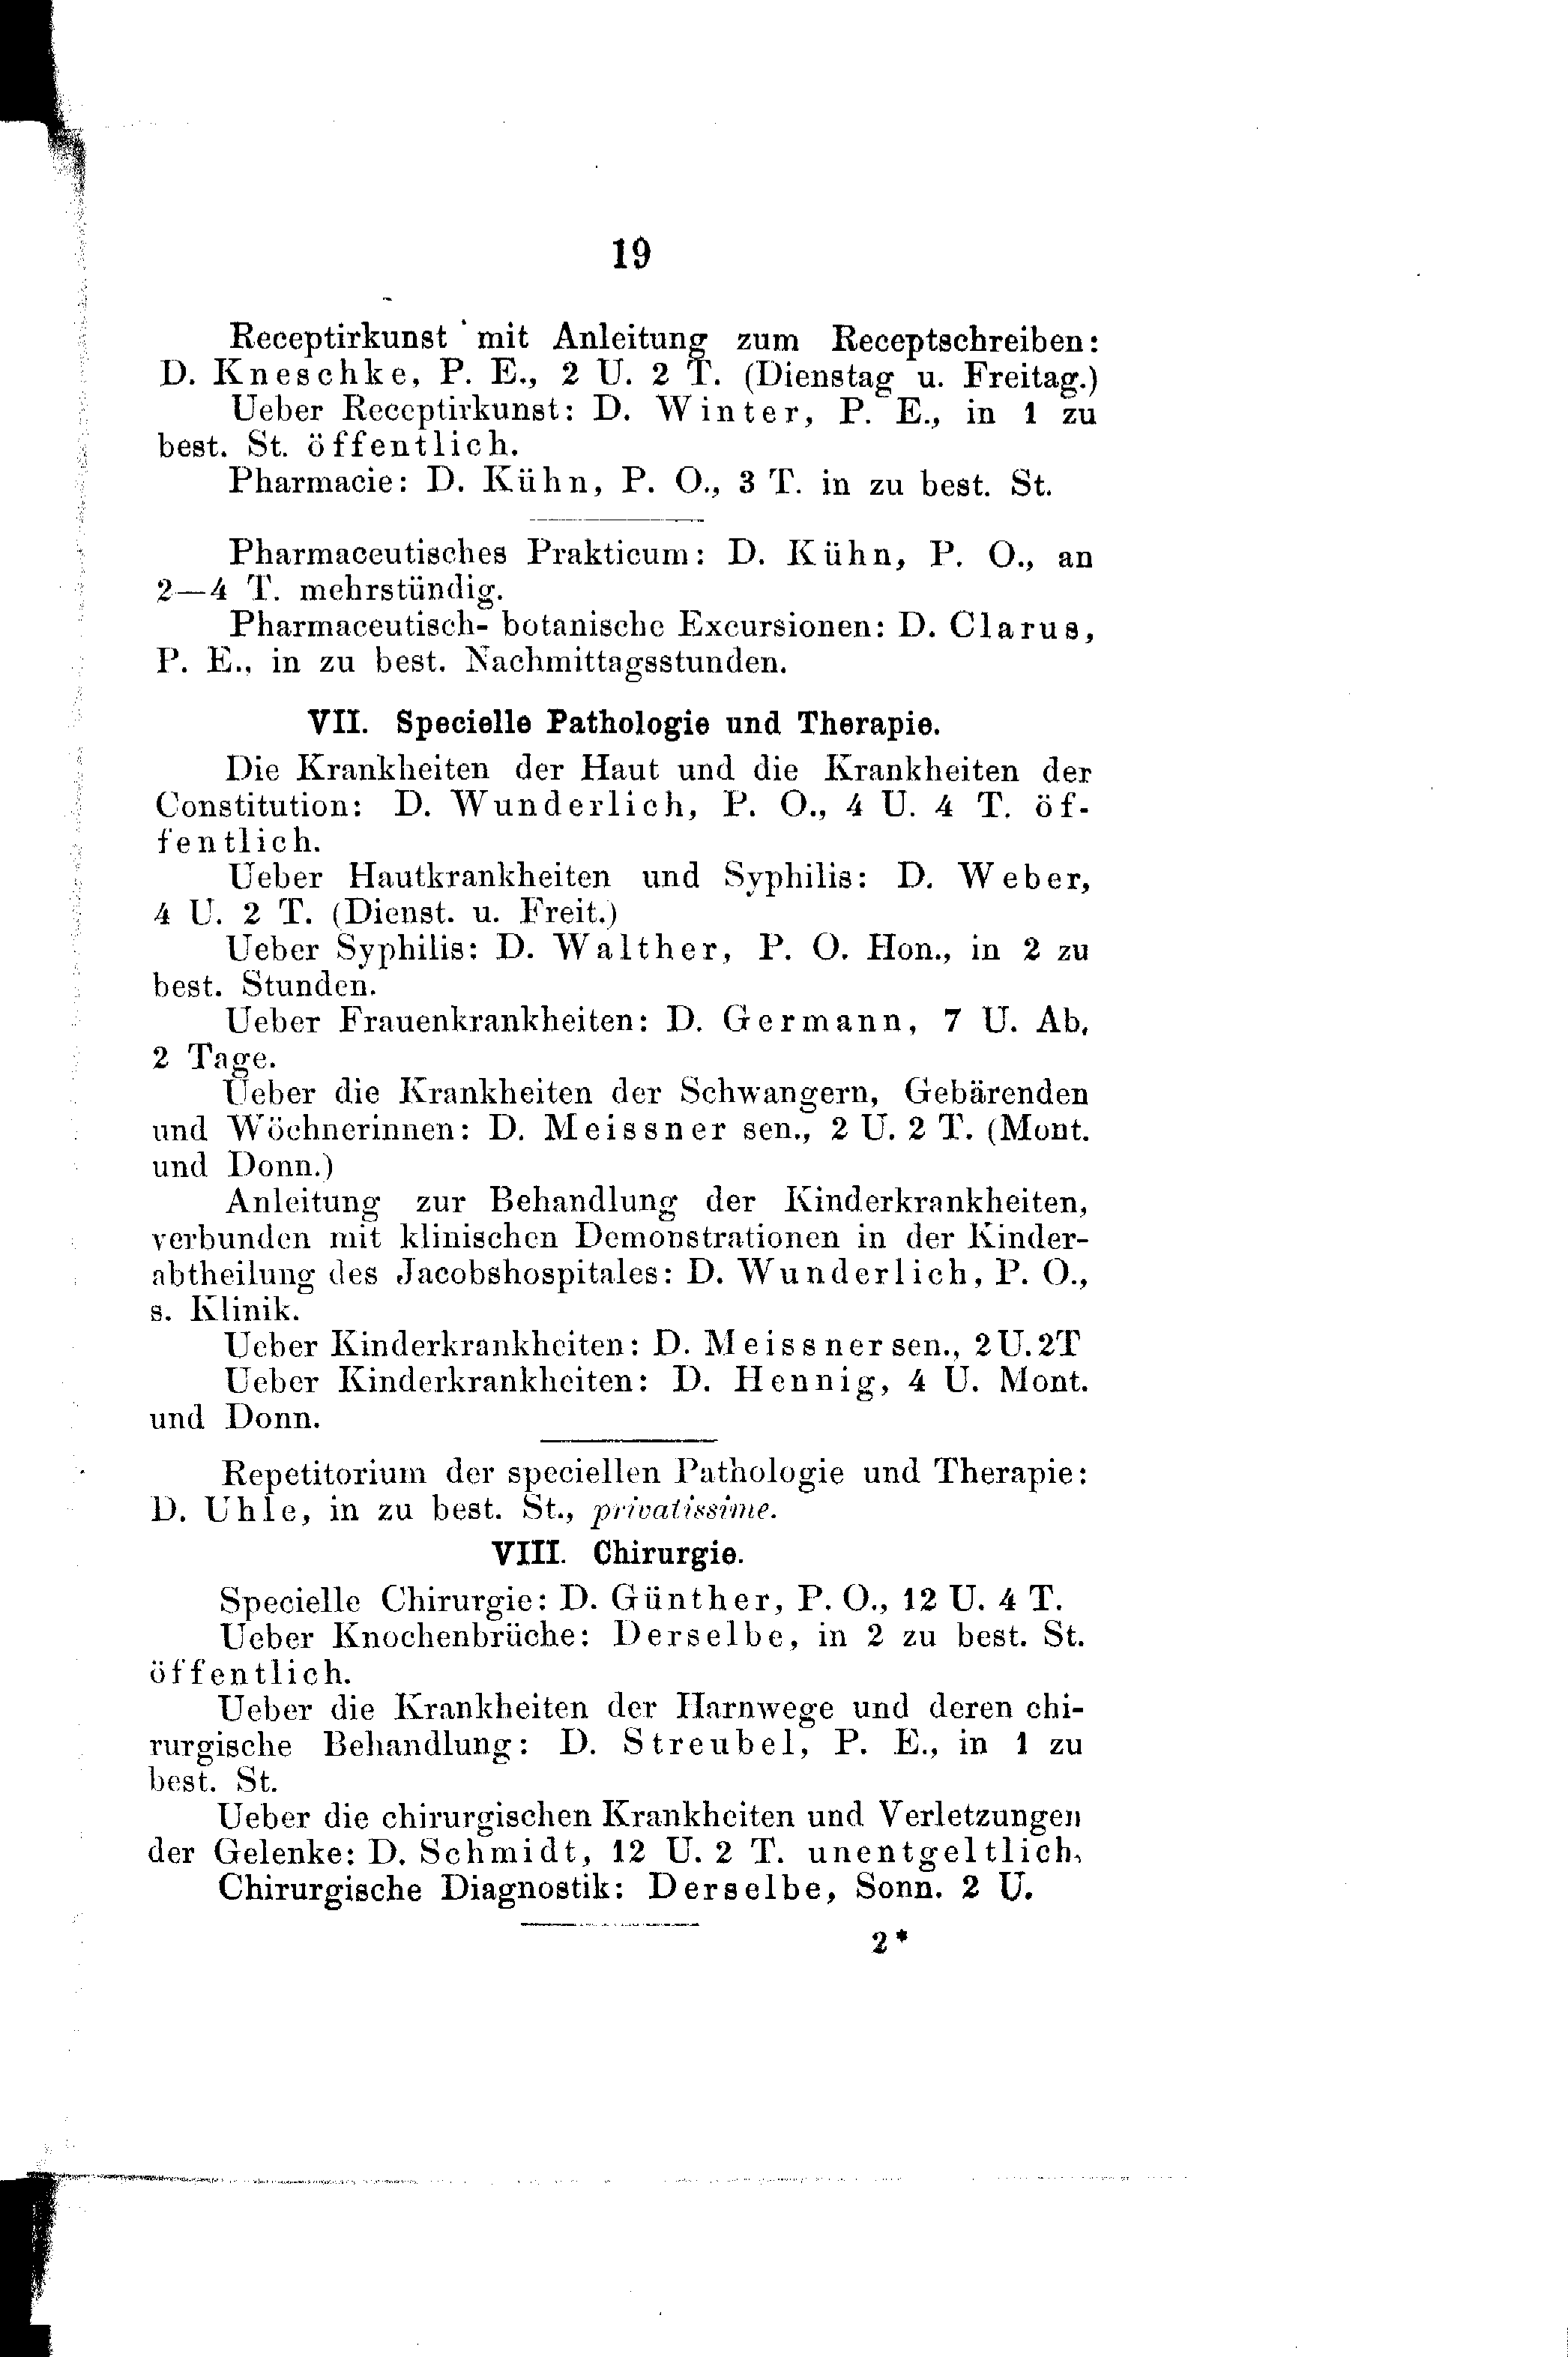 19
Receptirkunst mit Anleitung zum Receptschreiben:
D. Kneschke, P. E., 2 U. 2 T. (Dienstag u. Freitag.)
Ueber Receptirkunst: D. Winter, P. E., in 1 zu
best. St. öffentlich.
Pharmacie: D. Kühn, P. O., 3 T. in zu best. St.
Pharmaceutisches Prakticum: D. Kühn, P. O., an
2—4 T. mehrstündig.
Pharmaceutisch-botanische Excursionen: D. Clarus,
P. E., in zu best. Nachmittagsstunden.
VII. Specielle Pathologie und Therapie.
Die Krankheiten der Haut und die Krankheiten der
Constitution: D. Wunderlich, P. O., 4 U. 4 T. öf-
fentlich.
Ueber Hautkrankheiten und Syphilis: D. Weber,
4 U. 2 T. (Dienst. u. Freit.)
Ueber Syphilis: D. Walther, P. O. Hon., in 2 zu
best. Stunden.
Ueber Frauenkrankheiten: D. Germann, 7 U. Ab,
2 Tage.
Ueber die Krankheiten der Schwangern, Gebärenden
und Wöchnerinnen: D. Meissner sen., 2 U. 2 T. (Mont.
und Donn.)
Anleitung zur Behandlung der Kinderkrankheiten,
verbunden mit klinischen Demonstrationen in der Kinder-
abtheilung des Jacobshospitales: D. Wunderlich, P. O.,
s. Klinik.
Ueber Kinderkrankheiten: D. Meissner sen., 2 U. 2T
Ueber Kinderkrankheiten: D. Hennig, 4 U. Mont.
und Donn.
Repetitorium der speciellen Pathologie und Therapie:
D. Uhle, in zu best. St., privatissime.
VIII. Chirurgie.
Specielle Chirurgie: D. Günther, P. O., 12 U. 4 T.
Ueber Knochenbrüche: Derselbe, in 2 zu best. St.
öffentlich.
Ueber die Krankheiten der Harnwege und deren chi-
rurgische Behandlung: D. Streubel, P. E., in 1 zu
best. St.
Ueber die chirurgischen Krankheiten und Verletzungen
der Gelenke: D. Schmidt, 12 U. 2 T. unentgeltlich,
Chirurgische Diagnostik: Derselbe, Sonn. 2 U.
2*